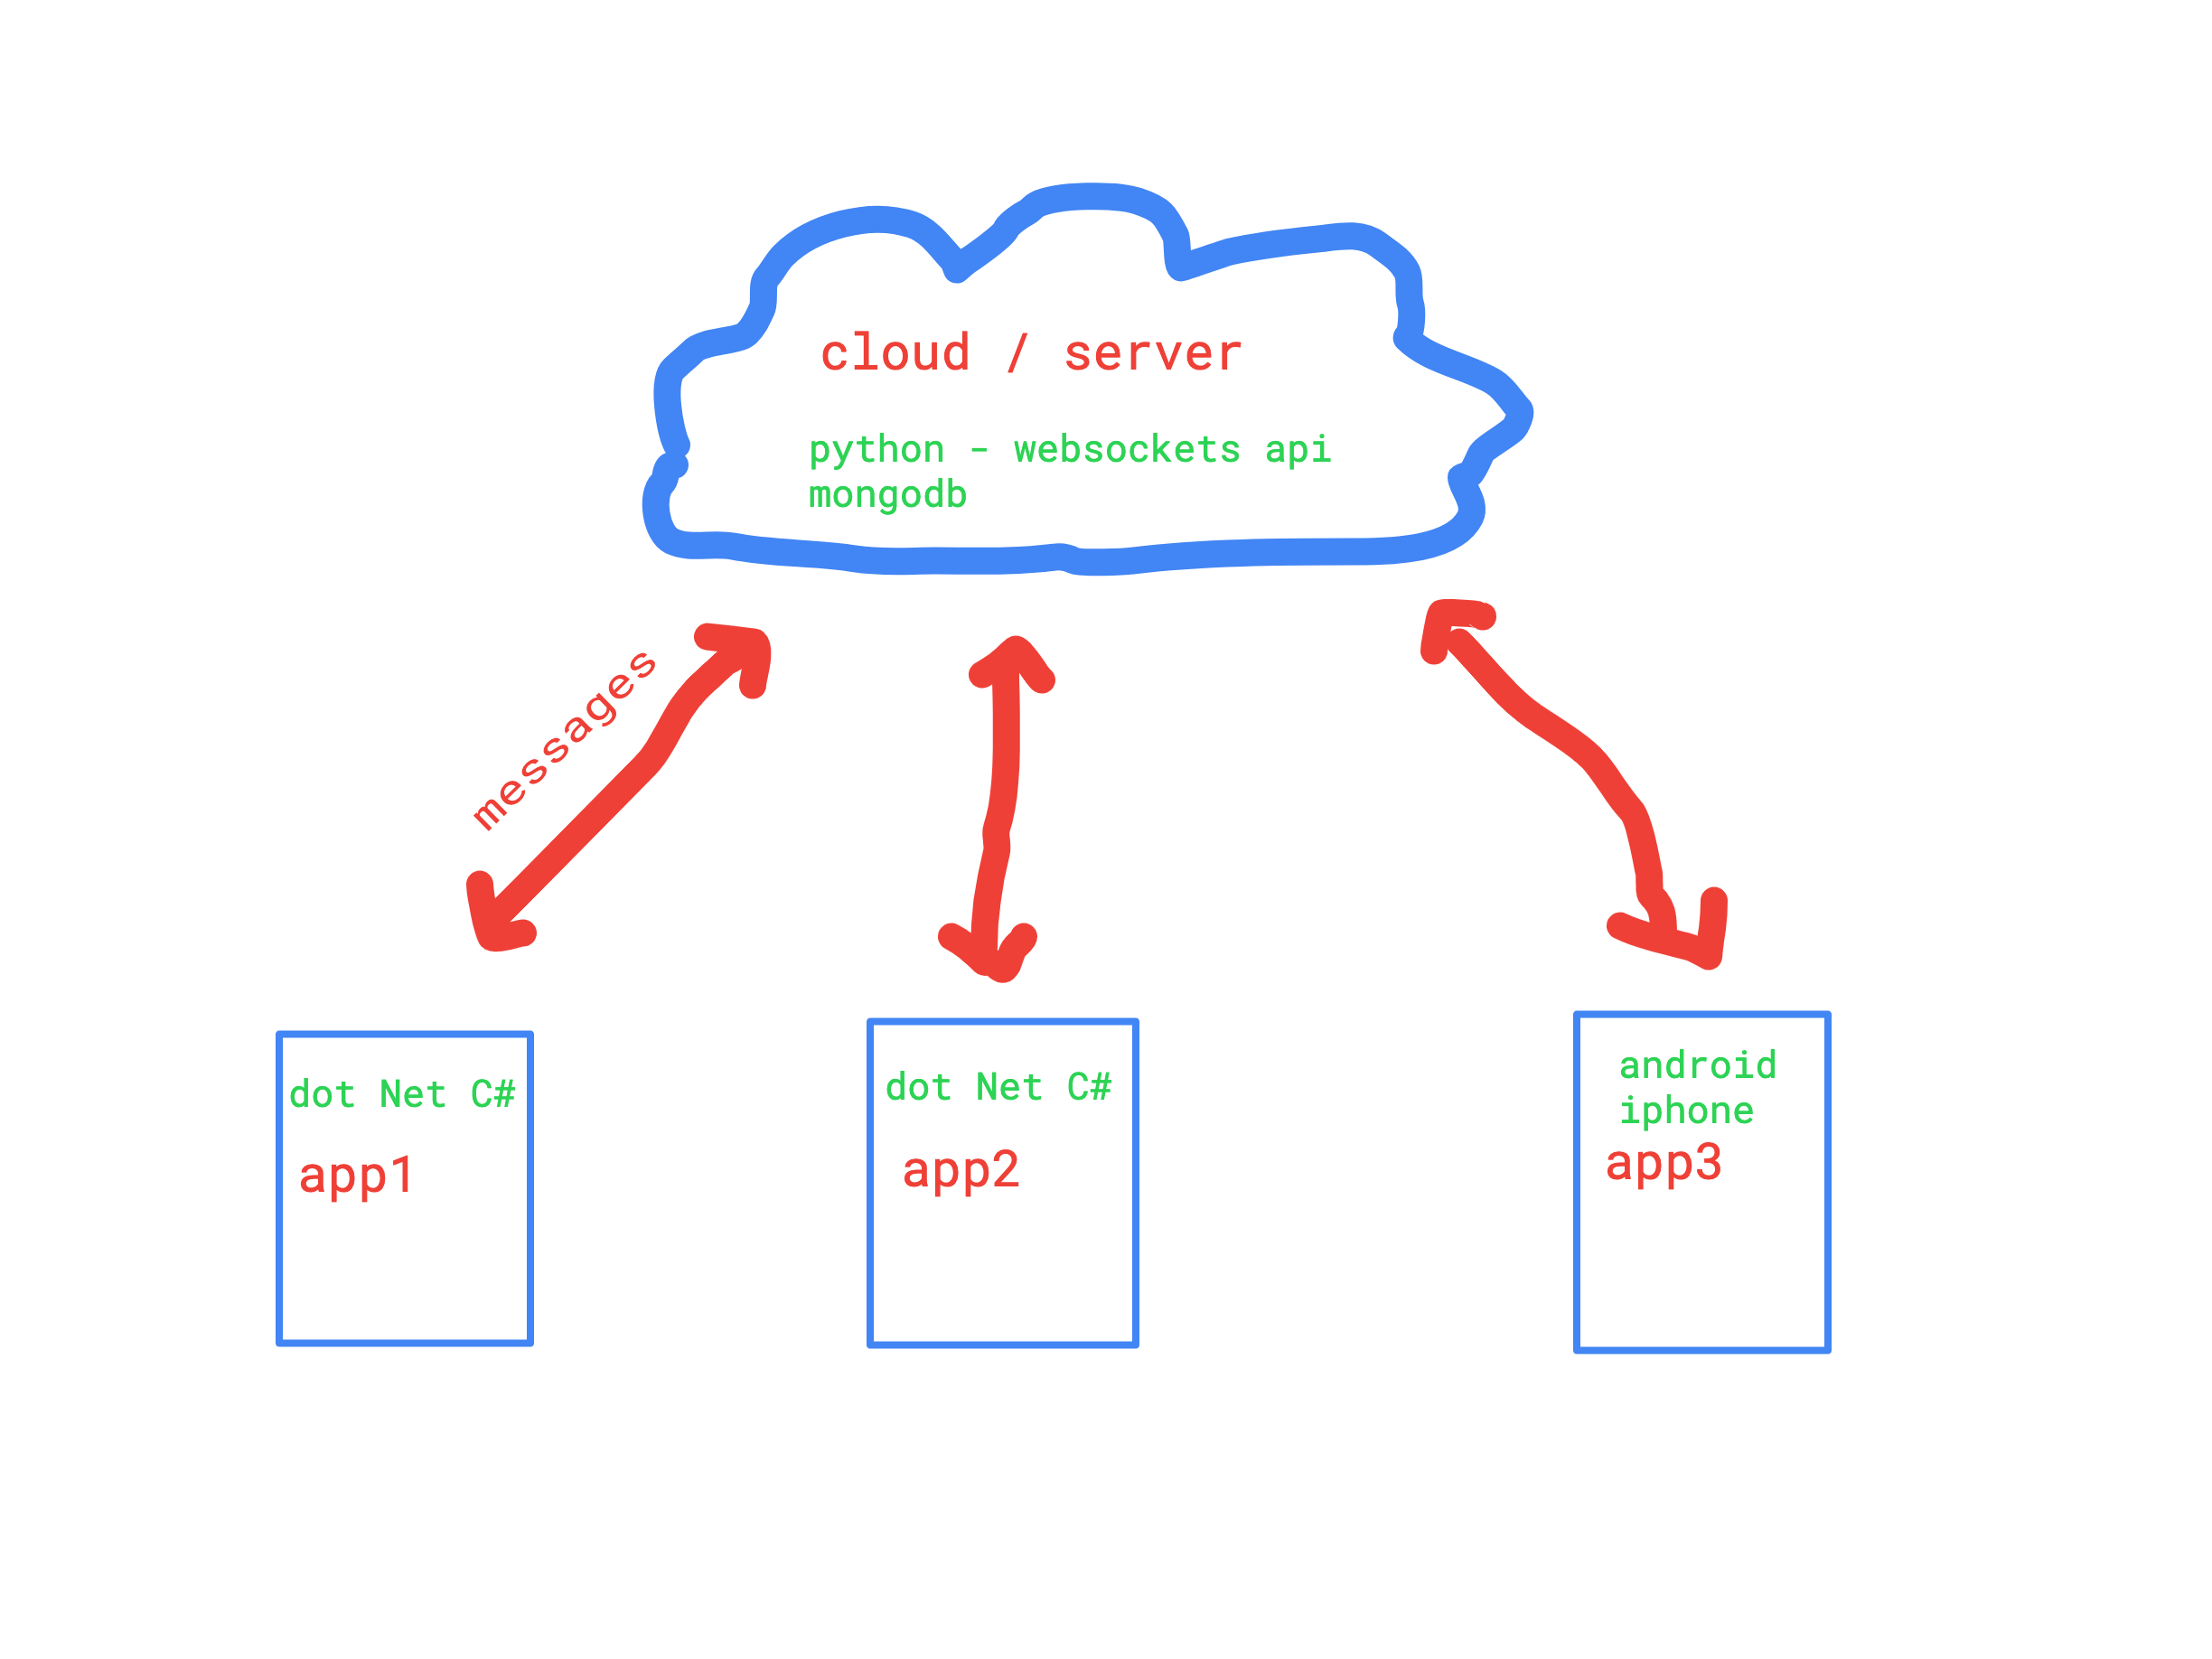 cloud / server
python - websockets api
mongodb
messages
dot Net C#
app1
dot Net C#
app2
android
iphone
app3